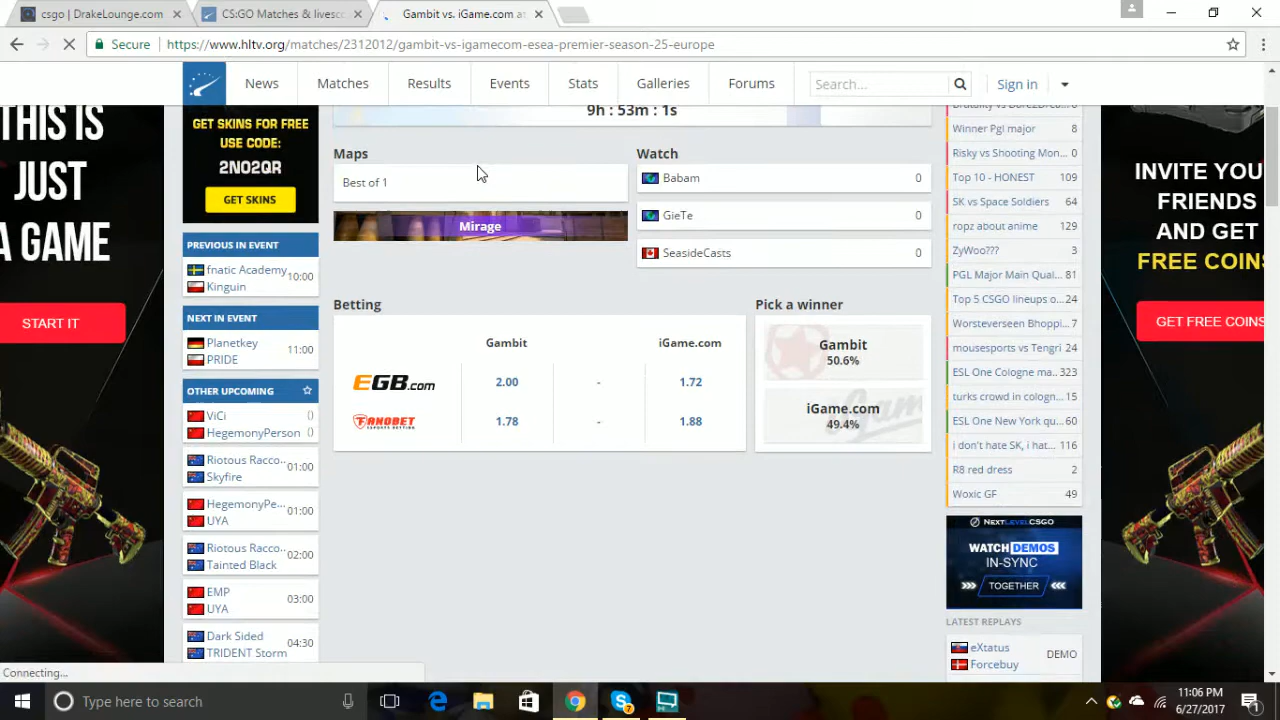 csgo | DrakeLounge.com
CS:GO Matches & livesco
Gambit vs. iGame.com at
Secure
https://www.hltv.org/matches/2312012/gambit-vs-igamecom-esea-premier-season-25-europe
News
Matches
Results
Events
Stats
Galleries
Forums
Search...
Sign in
THIS IS
JUST
A GAME
START IT
GET SKINS FOR FREE
USE CODE:
2NO2QR
GET SKINS
PREVIOUS IN EVENT
fnatic Academy
Kinguin
10:00
NEXT IN EVENT
Planetkey
PRIDE
11:00
OTHER UPCOMING
ViCi
HegemonyPerson
()
()
Riotous Racco..
Skyfire
01:00
HegemonyPe...
UYA
01:00
Riotous Racco..
Tainted Black
02:00
EMP
UYA
03:00
Dark Sided
TRIDENT Storm
04:30
9h : 53m : 1s
Maps
Best of 1
Mirage
Watch
Babam 0
GieTe 0
SeasideCasts 0
Betting
Gambit iGame.com
EGB.com 2.00 - 1.72
1.78 - 1.88
Pick a winner
Gambit
50.6%
iGame.com
49.4%
Winner Pgl major 8
Risky vs Shooting Mon... 0
Top 10 - HONEST 109
SK vs Space Soldiers 64
ropz about anime 129
ZyWoo??? 3
PGL Major Main Qual... 81
Top 5 CSGO lineups o... 24
Worsteverseen Bhoppi... 7
mousesports vs Tengri 24
ESL One Cologne ma... 323
turks crowd in cologn... 15
ESL One New York qu... 60
i don't hate SK, i hat... 116
R8 red dress 2
Woxic GF 49
NEXTLEVELCSGO
WATCH DEMOS
IN-SYNC
TOGETHER
LATEST REPLAYS
eXtatus
Forcebuy
DEMO
INVITE YOU
FRIENDS
AND GET
FREE COINS
GET FREE COINS
Connecting...
Type here to search
11:06 PM
6/27/2017